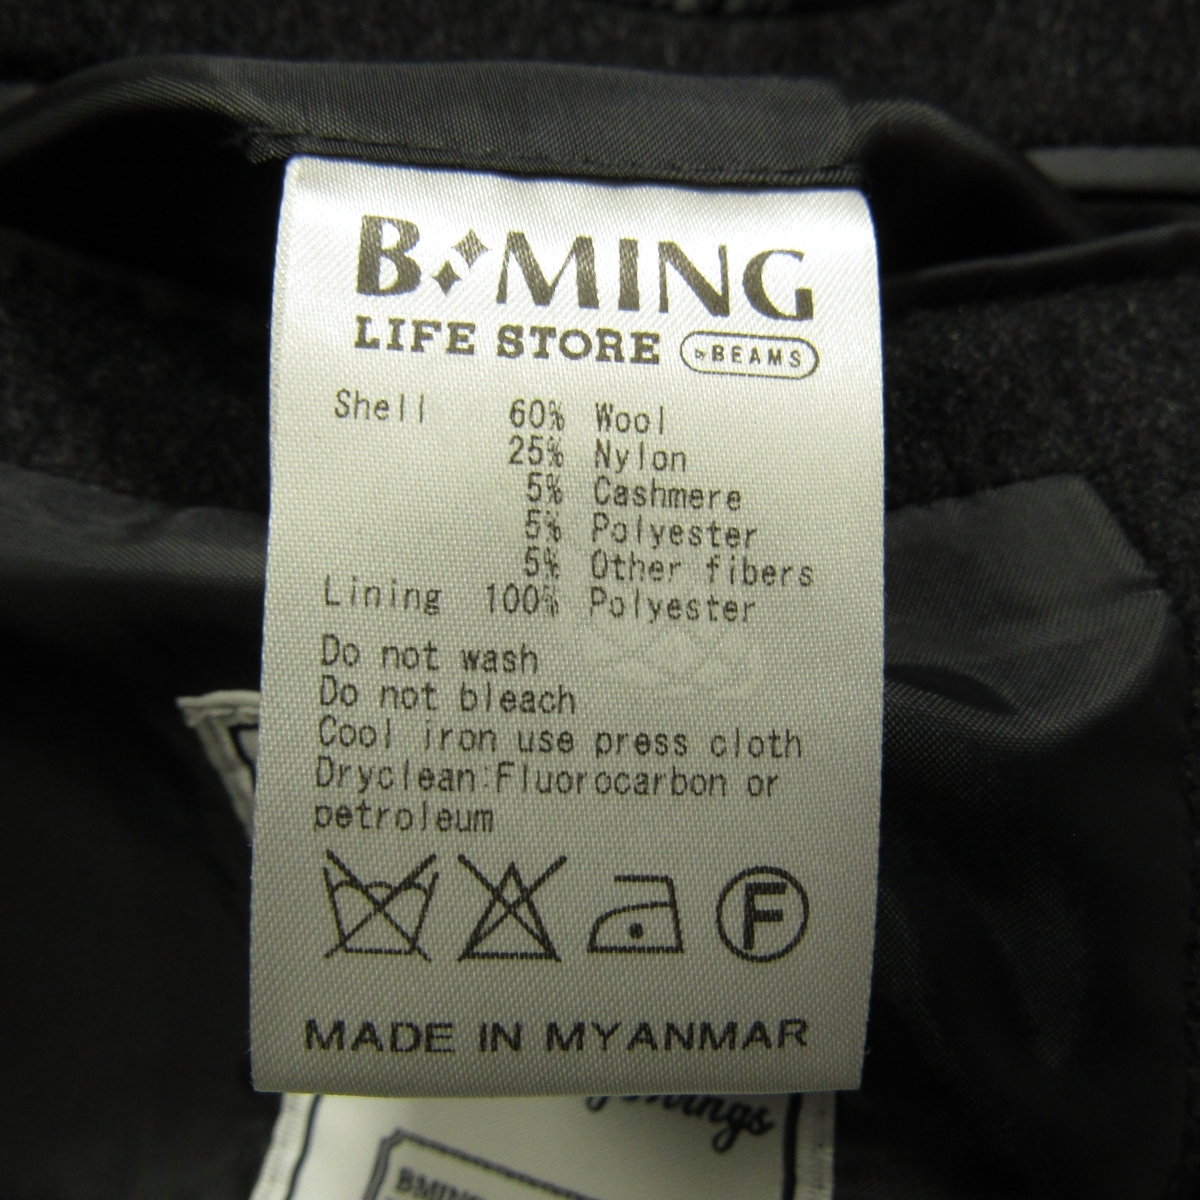 B MING
LIFE STORE by BEAMS
Shell 60% Wool
25% Nylon
5% Cashmere
5% Polyester
5% Other fibers
Lining 100% Polyester
Do not wash
Do not bleach
Cool iron use press cloth
Dryclean:Fluorocarbon or
petroleum
F
MADE IN MYANMAR